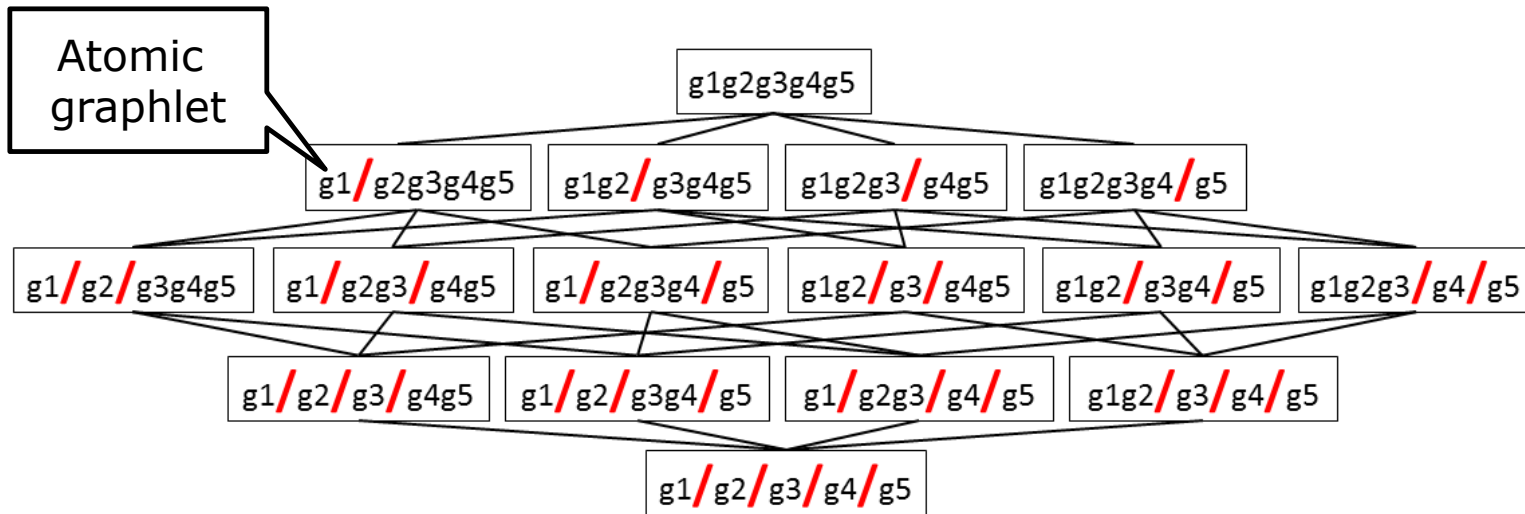 Atomic
graphlet
g1g2g3g4g5
g1/g2g3g4g5
g1g2/g3g4g5
g1g2g3/g4g5
g1g2g3g4/g5
g1/g2/g3g4g5
g1/g2g3/g4g5
g1/g2g3g4/g5
g1g2/g3/g4g5
g1g2/g3g4/g5
g1g2g3/g4/g5
g1/g2/g3/g4g5
g1/g2/g3g4/g5
g1/g2g3/g4/g5
g1g2/g3/g4/g5
g1/g2/g3/g4/g5